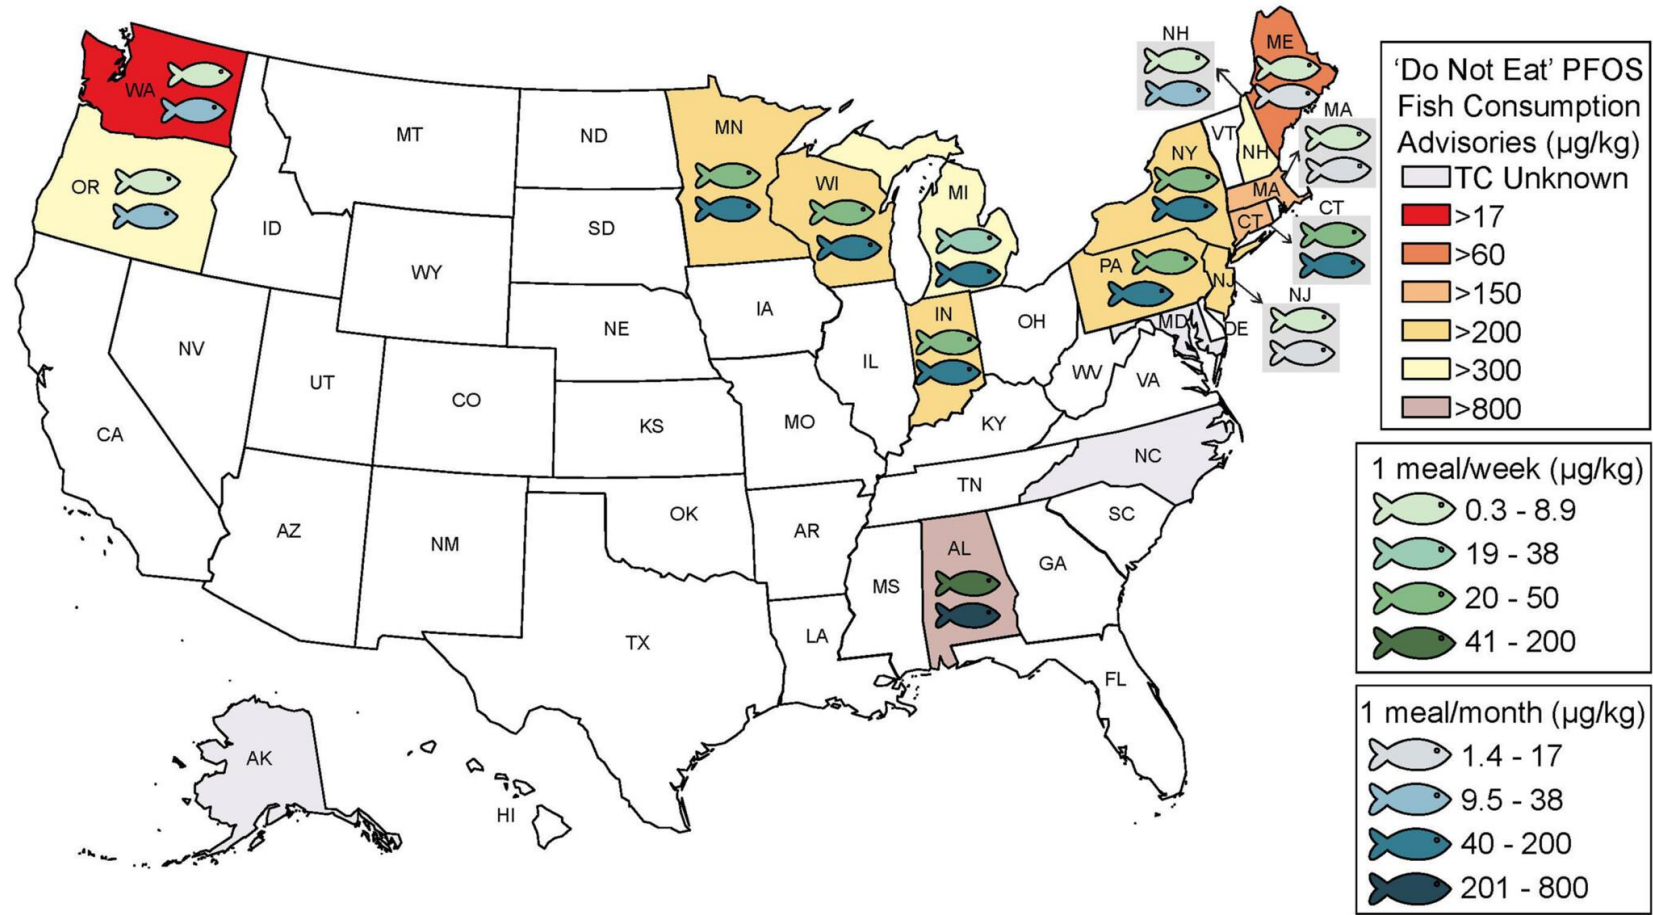 NH
ME
WA
MA
MT
ND
MN
VT
NY
NH
OR
WI
MI
MA
ID
SD
CT
CT
WY
PA
NJ
NJ
IA
IN
OH
MD
DE
NE
NV
IL
UT
WV
VA
CO
MO
KY
KS
CA
NC
TN
OK
SC
AZ
AR
NM
AL
GA
MS
LA
TX
FL
AK
HI
'Do Not Eat' PFOS
Fish Consumption
Advisories (µg/kg)
TC Unknown
>17
>60
>150
>200
>300
>800
1 meal/week (µg/kg)
0.3 - 8.9
19 - 38
20 - 50
41 - 200
1 meal/month (µg/kg)
1.4 - 17
9.5 - 38
40 - 200
201 - 800